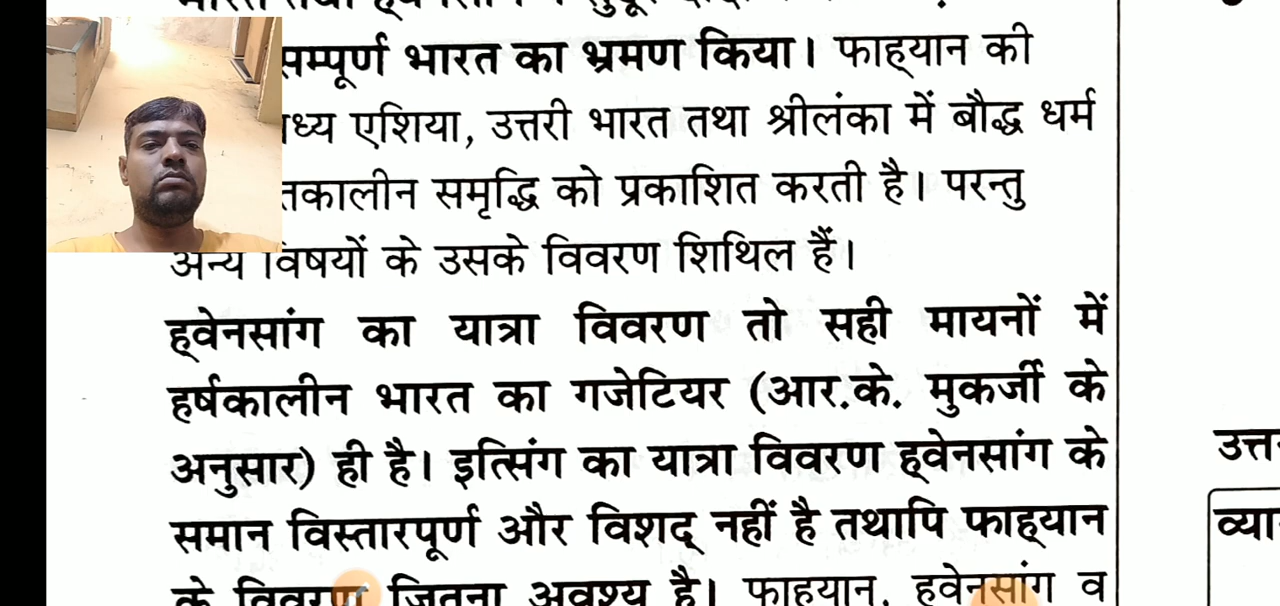 सम्पूर्ण भारत का भ्रमण किया। फाह्यान की
एशिया, उत्तरी भारत तथा श्रीलंका में बौद्ध धर्म
समृद्धि को प्रकाशित करती है। परन्तु
अन्य विषयों के उसके विवरण शिथिल हैं।
ह्वेनसांग का यात्रा विवरण तो सही मायनों में
हर्षकालीन भारत का गजेटियर (आर.के. मुकर्जी के
अनुसार) ही है। इत्सिंग का यात्रा विवरण ह्वेनसांग के
समान विस्तारपूर्ण और विशद् नहीं है तथापि फाह्यान
के विवरण जितना अवश्य है। फाह्यान, ह्वेनसांग व